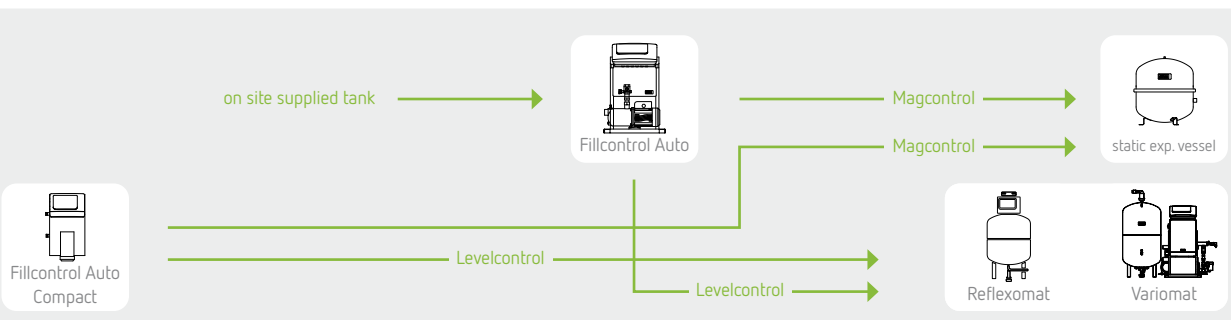 on site supplied tank
Magcontrol
Fillcontrol Auto
Magcontrol
static exp. vessel
Fillcontrol Auto
Compact
Levelcontrol
Levelcontrol
Reflexomat
Variomat